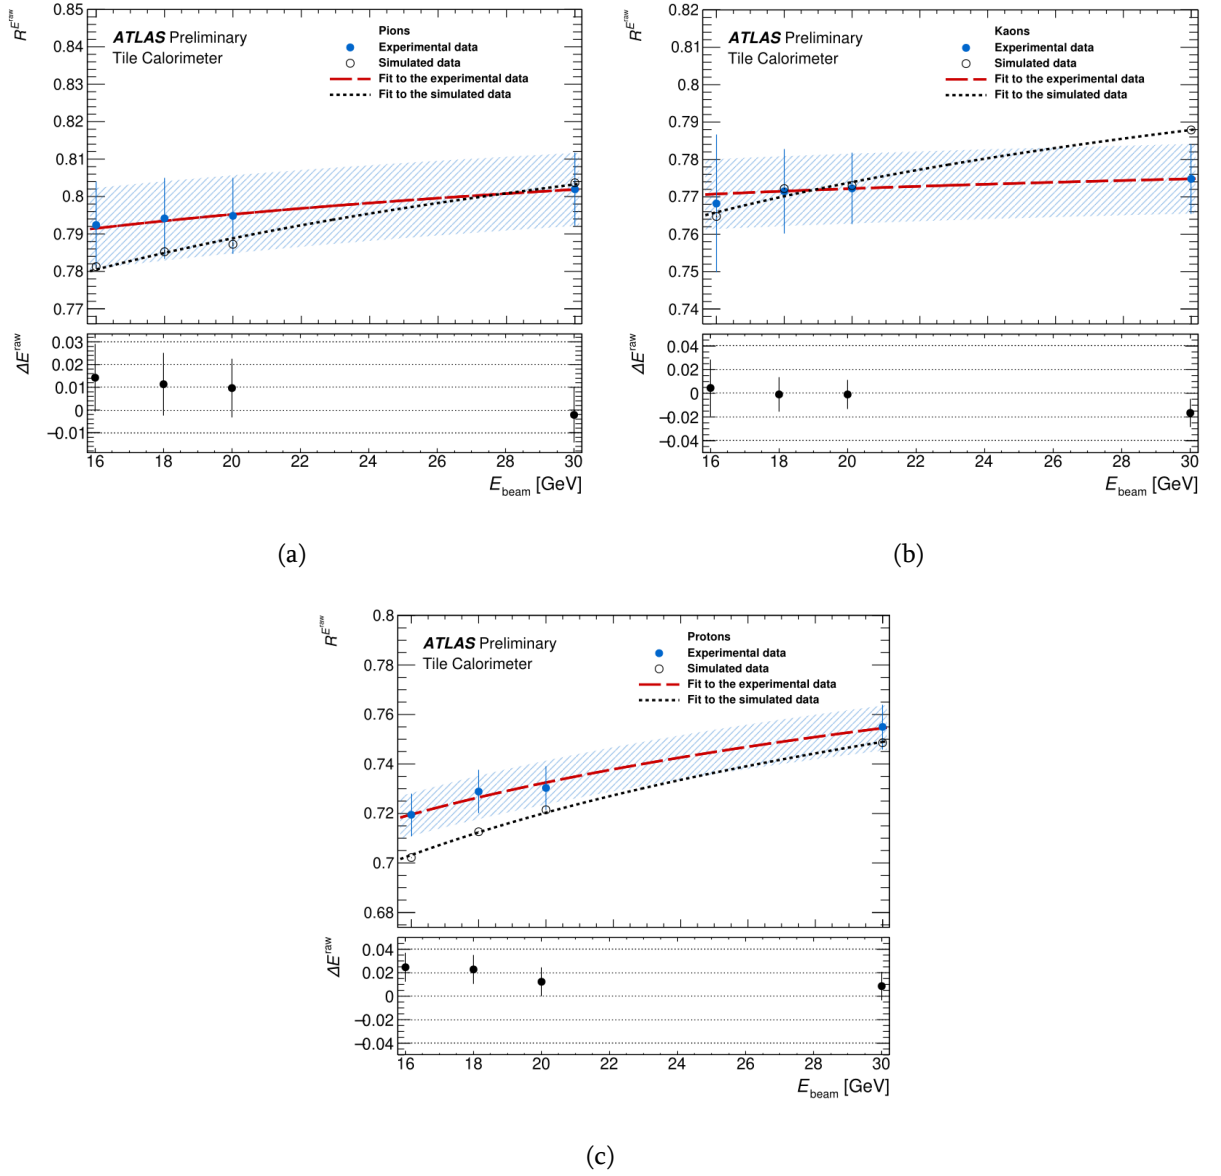 0.85
R^{E^{raw}}
ATLAS Preliminary
Tile Calorimeter
Pions
Experimental data
Simulated data
Fit to the experimental data
Fit to the simulated data
0.84
0.83
0.82
0.81
0.8
0.79
0.78
0.77
ΔE^{raw}
0.03
0.02
0.01
0
−0.01
16 18 20 22 24 26 28 30
E_{beam} [GeV]
(a)
0.82
R^{E^{raw}}
ATLAS Preliminary
Tile Calorimeter
Kaons
Experimental data
Simulated data
Fit to the experimental data
Fit to the simulated data
0.81
0.8
0.79
0.78
0.77
0.76
0.75
0.74
ΔE^{raw}
0.04
0.02
0
−0.02
−0.04
16 18 20 22 24 26 28 30
E_{beam} [GeV]
(b)
0.8
R^{E^{raw}}
ATLAS Preliminary
Tile Calorimeter
Protons
Experimental data
Simulated data
Fit to the experimental data
Fit to the simulated data
0.78
0.76
0.74
0.72
0.7
0.68
ΔE^{raw}
0.04
0.02
0
−0.02
−0.04
16 18 20 22 24 26 28 30
E_{beam} [GeV]
(c)